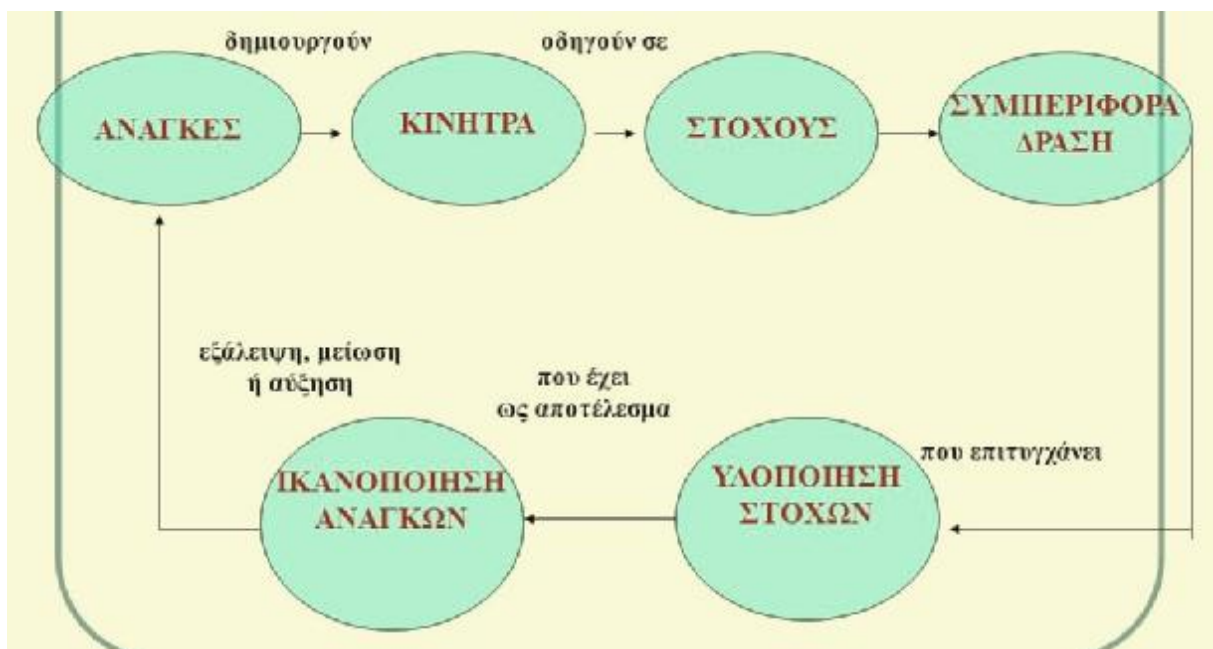 δημιουργούν
οδηγούν σε
ΑΝΑΓΚΕΣ
ΚΙΝΗΤΡΑ
ΣΤΟΧΟΥΣ
ΣΥΜΠΕΡΙΦΟΡΑ
ΔΡΑΣΗ
που επιτυγχάνει
ΥΛΟΠΟΙΗΣΗ
ΣΤΟΧΩΝ
που έχει
ως αποτέλεσμα
ΙΚΑΝΟΠΟΙΗΣΗ
ΑΝΑΓΚΩΝ
εξάλειψη, μείωση
ή αύξηση